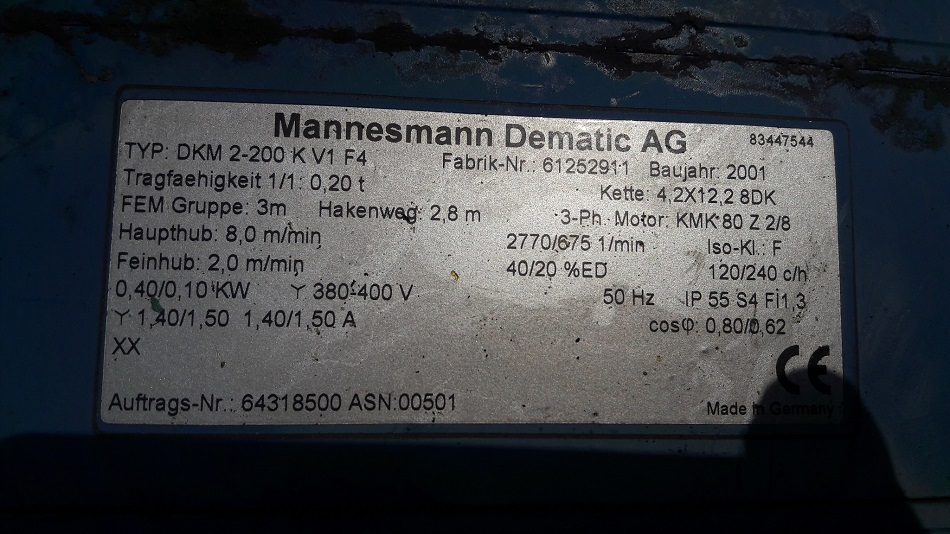 Mannesmann Dematic AG 83447544
TYP: DKM 2-200 K V1 F4 Fabrik-Nr.: 61252911 Baujahr: 2001
Tragfaehigkeit 1/1: 0,20 t Kette: 4,2X12,2 8DK
FEM Gruppe: 3m Hakenweg: 2,8 m 3-Ph. Motor: KMK 80 Z 2/8
Haupthub: 8,0 m/min 2770/675 1/min Iso-Kl.: F
Feinhub: 2,0 m/min 40/20 %ED 120/240 c/h
0,40/0,10 KW Y 380-400 V 50 Hz IP 55 S4 FI1,3
Y 1,40/1,50 1,40/1,50 A cosφ: 0,80/0,62
XX
CE
Auftrags-Nr.: 64318500 ASN:00501 Made in Germany